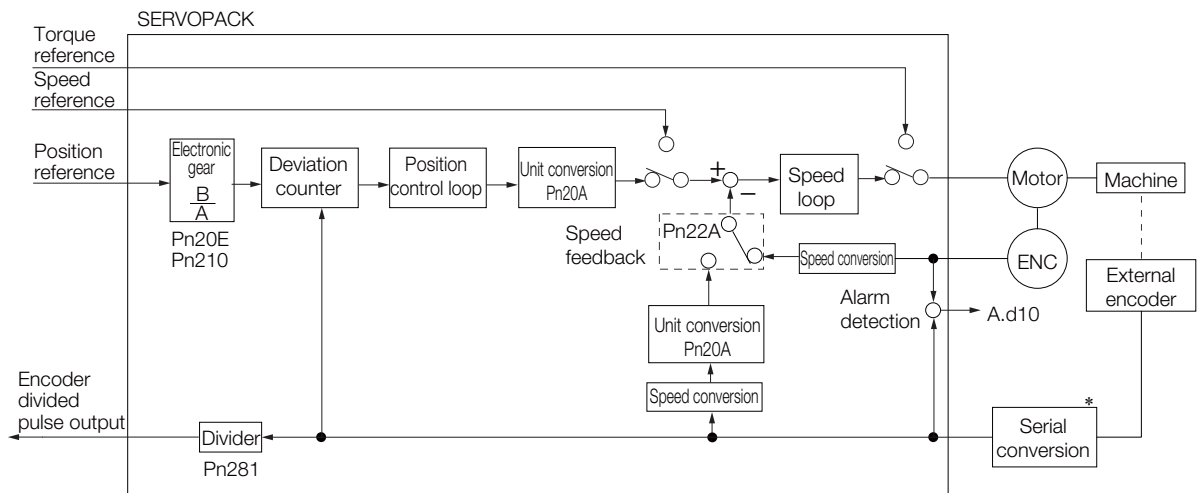 SERVOPACK
Torque
reference
Speed
reference
Position
reference
Electronic
gear
B
A
Pn20E
Pn210
Deviation
counter
Position
control loop
Unit conversion
Pn20A
+
−
Speed
loop
Motor
Machine
Speed
feedback
Pn22A
Speed conversion
ENC
External
encoder
Alarm
detection
A.d10
Unit conversion
Pn20A
Speed conversion
Encoder
divided
pulse output
Divider
Pn281
Serial
conversion
*